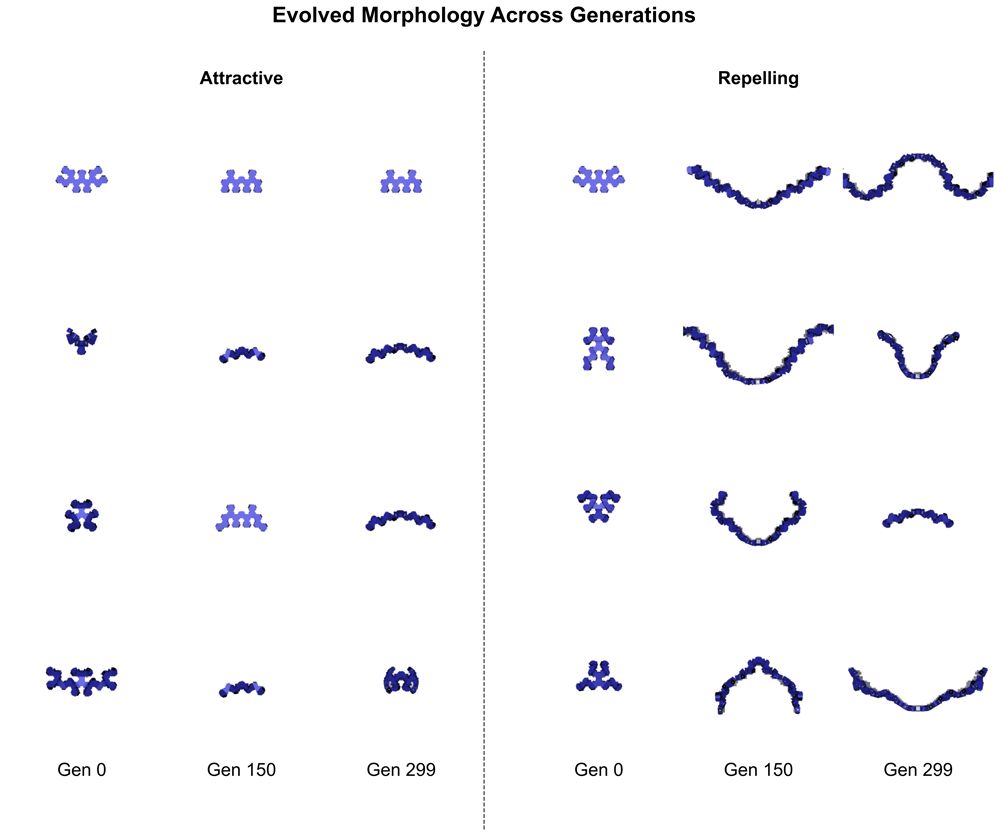 Evolved Morphology Across Generations
Attractive
Repelling
Gen 0
Gen 150
Gen 299
Gen 0
Gen 150
Gen 299